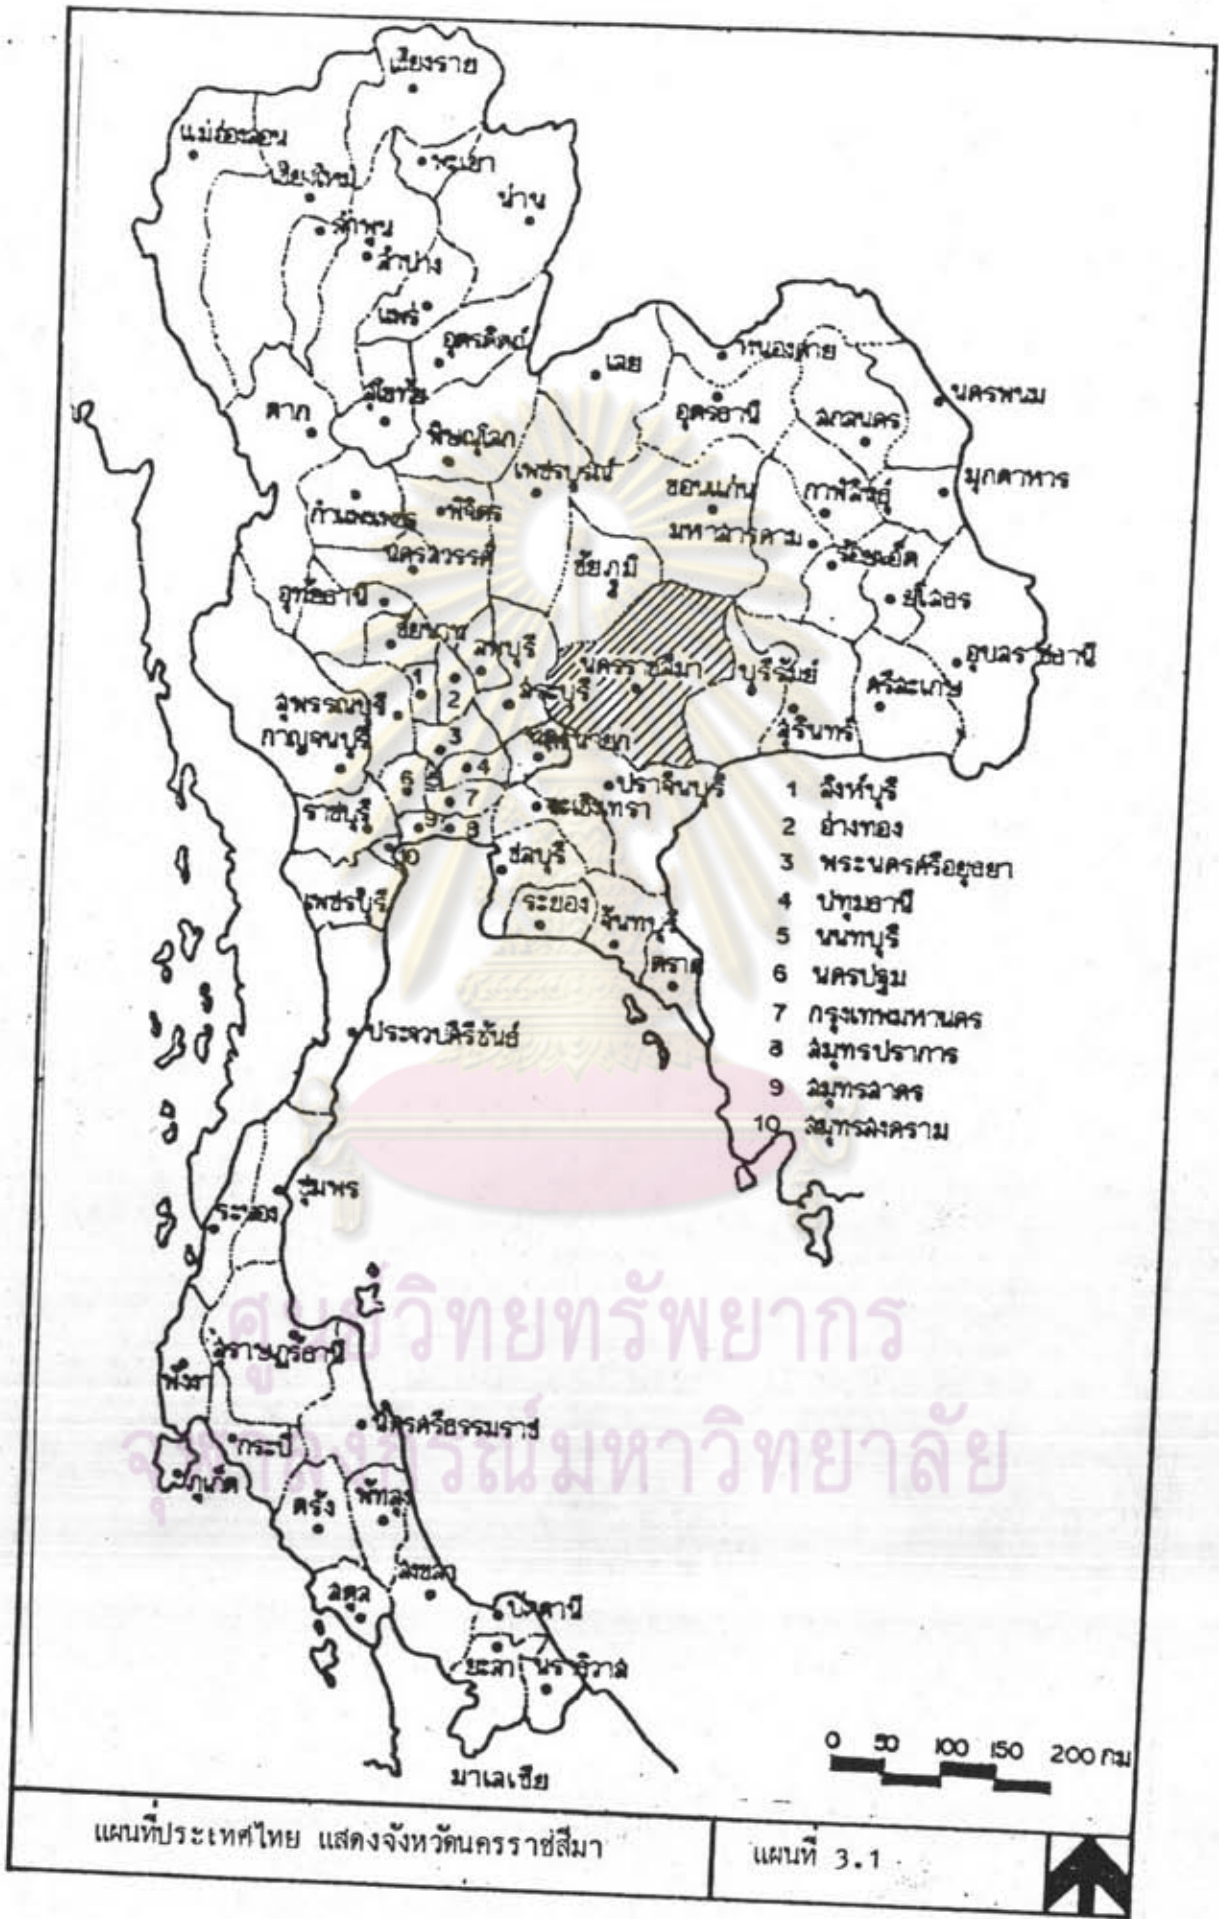 เชียงราย
แม่ฮ่องสอน
พะเยา
เชียงใหม่
น่าน
ลำพูน
ลำปาง
แพร่
อุตรดิตถ์
เลย
หนองคาย
นครพนม
สุโขทัย
ตาก
อุดรธานี
สกลนคร
พิษณุโลก
เพชรบูรณ์
ขอนแก่น
กาฬสินธุ์
มุกดาหาร
กำแพงเพชร
พิจิตร
มหาสารคาม
นครสวรรค์
ชัยภูมิ
ร้อยเอ็ด
อุทัยธานี
ยโสธร
ชัยนาท
ลพบุรี
อุบลราชธานี
นครราชสีมา
บุรีรัมย์
ศรีสะเกษ
1
2
สระบุรี
สุพรรณบุรี
สุรินทร์
กาญจนบุรี
3
นครนายก
4
5
6
7
ปราจีนบุรี
ฉะเชิงเทรา
ราชบุรี
9
8
10
ชลบุรี
เพชรบุรี
ระยอง
จันทบุรี
ตราด
1 สิงห์บุรี
2 อ่างทอง
3 พระนครศรีอยุธยา
4 ปทุมธานี
5 นนทบุรี
6 นครปฐม
7 กรุงเทพมหานคร
8 สมุทรปราการ
9 สมุทรสาคร
10 สมุทรสงคราม
ประจวบคีรีขันธ์
ชุมพร
ระนอง
ศูนย์วิทยทรัพยากร
สุราษฎร์ธานี
พังงา
นครศรีธรรมราช
กระบี่
จุฬาลงกรณ์มหาวิทยาลัย
ภูเก็ต
ตรัง
พัทลุง
สงขลา
สตูล
ปัตตานี
ยะลา
นราธิวาส
มาเลเซีย
0 50 100 150 200 กม
แผนที่ประเทศไทย แสดงจังหวัดนครราชสีมา
แผนที่ 3.1